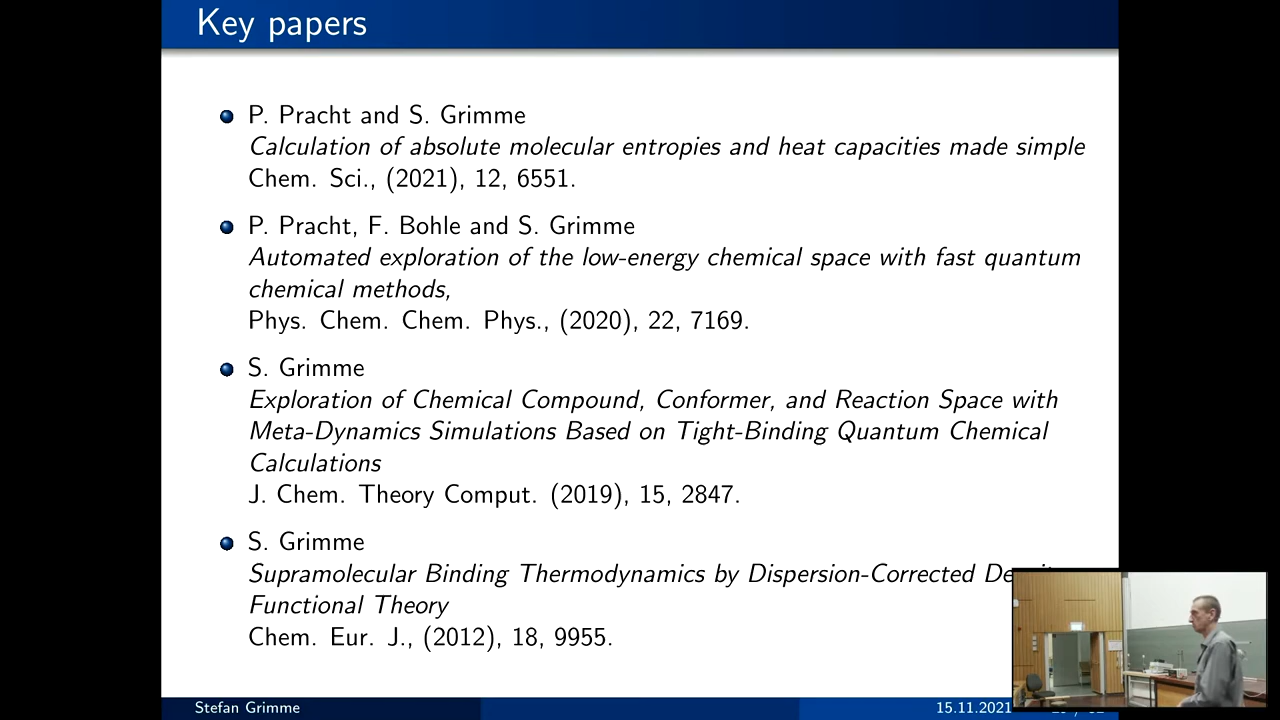 Key papers
P. Pracht and S. Grimme
Calculation of absolute molecular entropies and heat capacities made simple
Chem. Sci., (2021), 12, 6551.
P. Pracht, F. Bohle and S. Grimme
Automated exploration of the low-energy chemical space with fast quantum
chemical methods,
Phys. Chem. Chem. Phys., (2020), 22, 7169.
S. Grimme
Exploration of Chemical Compound, Conformer, and Reaction Space with
Meta-Dynamics Simulations Based on Tight-Binding Quantum Chemical
Calculations
J. Chem. Theory Comput. (2019), 15, 2847.
S. Grimme
Supramolecular Binding Thermodynamics by Dispersion-Corrected
Functional Theory
Chem. Eur. J., (2012), 18, 9955.
Stefan Grimme
15.11.2021